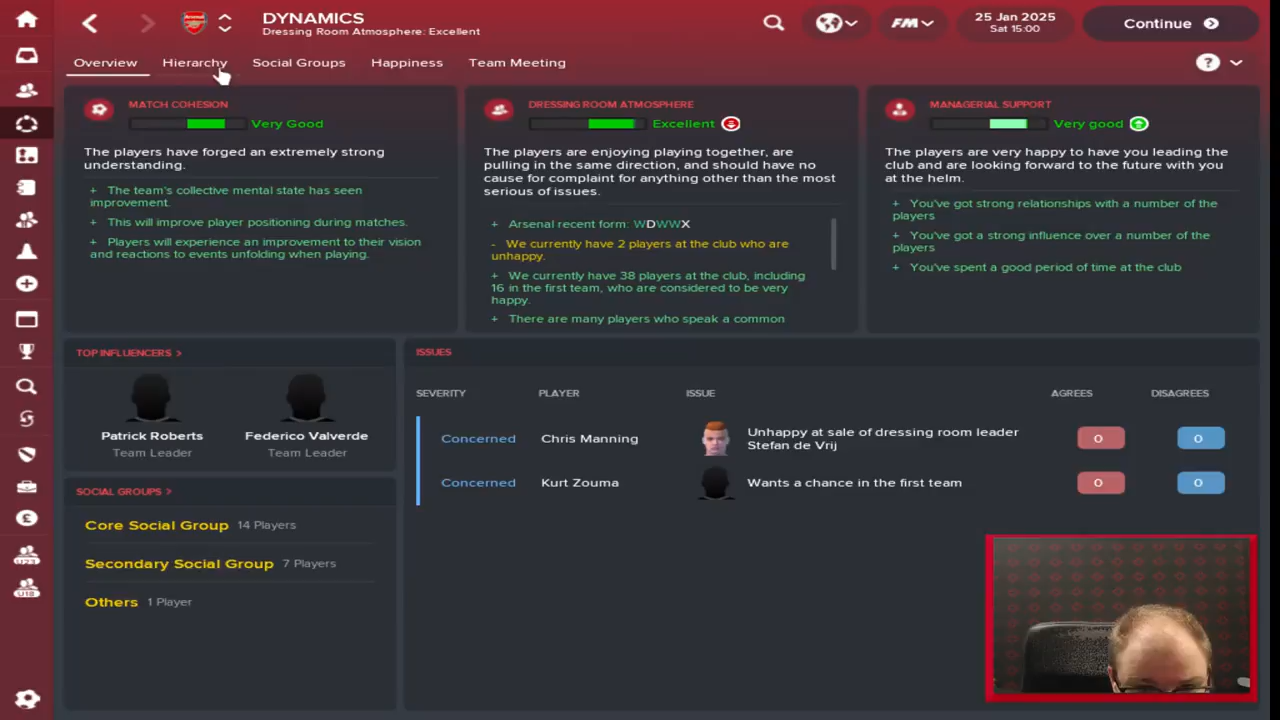 DYNAMICS
Dressing Room Atmosphere: Excellent
FM
25 Jan 2025
Sat 15:00
Continue
Overview
Hierarchy
Social Groups
Happiness
Team Meeting
?
MATCH COHESION
Very Good
The players have forged an extremely strong
understanding.
+ The team's collective mental state has seen
improvement.
+ This will improve player positioning during matches.
+ Players will experience an improvement to their vision
and reactions to events unfolding when playing.
DRESSING ROOM ATMOSPHERE
Excellent
The players are enjoying playing together, are
pulling in the same direction, and should have no
cause for complaint for anything other than the most
serious of issues.
+ Arsenal recent form: WDWWX
- We currently have 2 players at the club who are
unhappy.
+ We currently have 38 players at the club, including
16 in the first team, who are considered to be very
happy.
+ There are many players who speak a common
MANAGERIAL SUPPORT
Very good
The players are very happy to have you leading the
club and are looking forward to the future with you
at the helm.
+ You've got strong relationships with a number of the
players
+ You've got a strong influence over a number of the
players
+ You've spent a good period of time at the club
TOP INFLUENCERS >
Patrick Roberts
Team Leader
Federico Valverde
Team Leader
SOCIAL GROUPS >
Core Social Group 14 Players
Secondary Social Group 7 Players
Others 1 Player
ISSUES
SEVERITY PLAYER ISSUE AGREES DISAGREES
Concerned Chris Manning Unhappy at sale of dressing room leader
Stefan de Vrij 0 0
Concerned Kurt Zouma Wants a chance in the first team 0 0
U23
U18